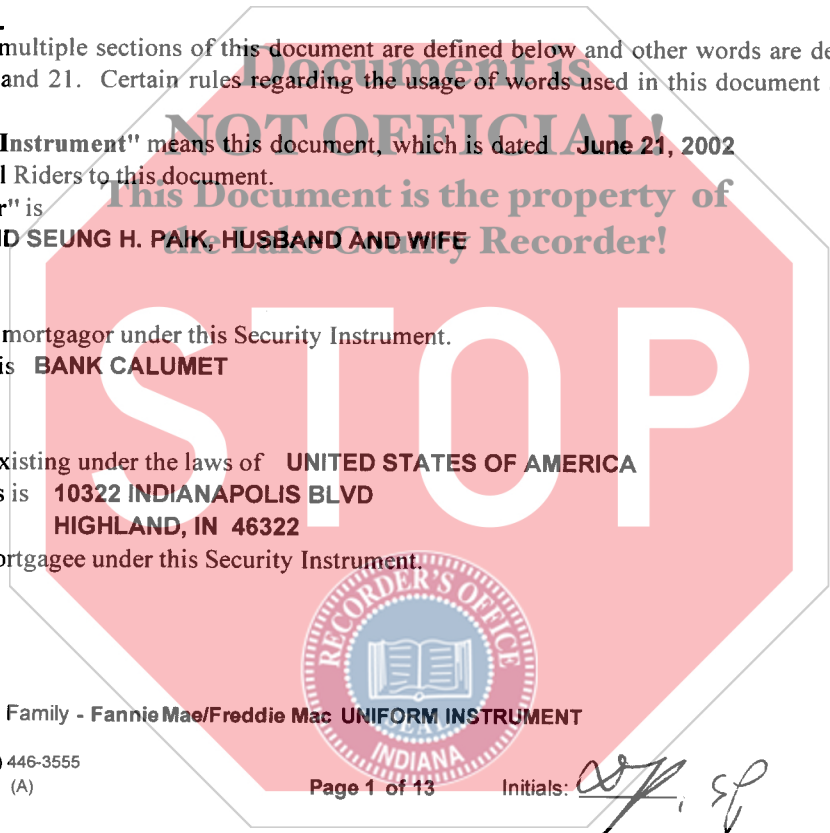 multiple sections of this document are defined below and other words are de
and 21. Certain rules regarding the usage of words used in this document
Document is
Instrument" means this document, which is dated June 21, 2002
NOT OFFICIAL!
l Riders to this document.
This Document is the property of
r" is
D SEUNG H. PAIK, HUSBAND AND WIFE
the Lake County Recorder!
mortgagor under this Security Instrument.
is BANK CALUMET
STOP
xisting under the laws of UNITED STATES OF AMERICA
s is 10322 INDIANAPOLIS BLVD
HIGHLAND, IN 46322
ortgagee under this Security Instrument.
RECORDER'S OFFICE
SEAL
INDIANA
Family - Fannie Mae/Freddie Mac UNIFORM INSTRUMENT
) 446-3555
(A)
Page 1 of 13 Initials: